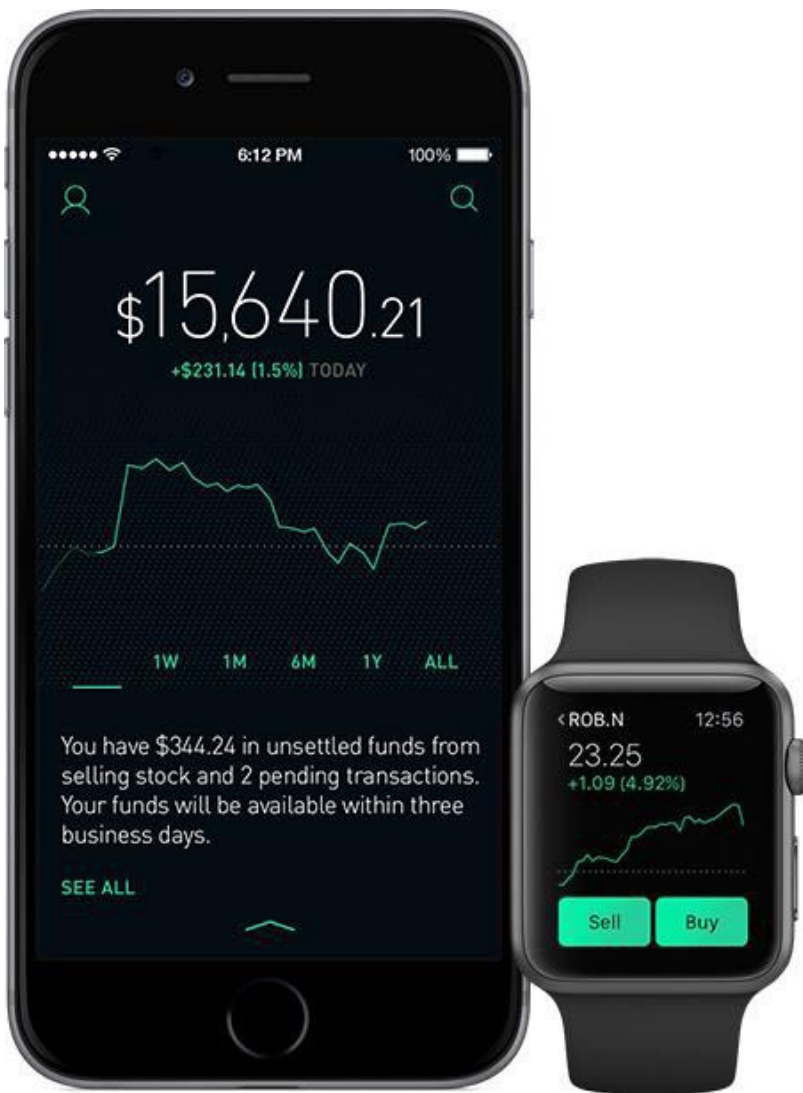 6:12 PM 100%
$15,640.21
+$231.14 (1.5%) TODAY
1W 1M 6M 1Y ALL
You have $344.24 in unsettled funds from
selling stock and 2 pending transactions.
Your funds will be available within three
business days.
SEE ALL
<ROB.N 12:56
23.25
+1.09 (4.92%)
Sell Buy